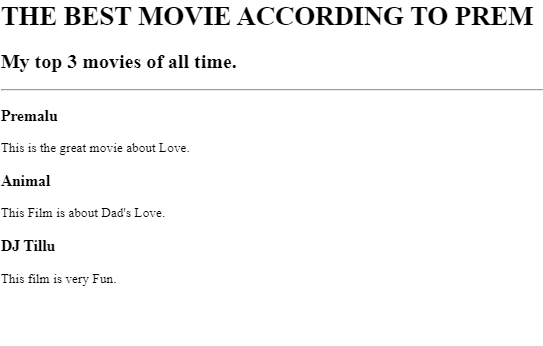 THE BEST MOVIE ACCORDING TO PREM
My top 3 movies of all time.
Premalu
This is the great movie about Love.
Animal
This Film is about Dad's Love.
DJ Tillu
This film is very Fun.